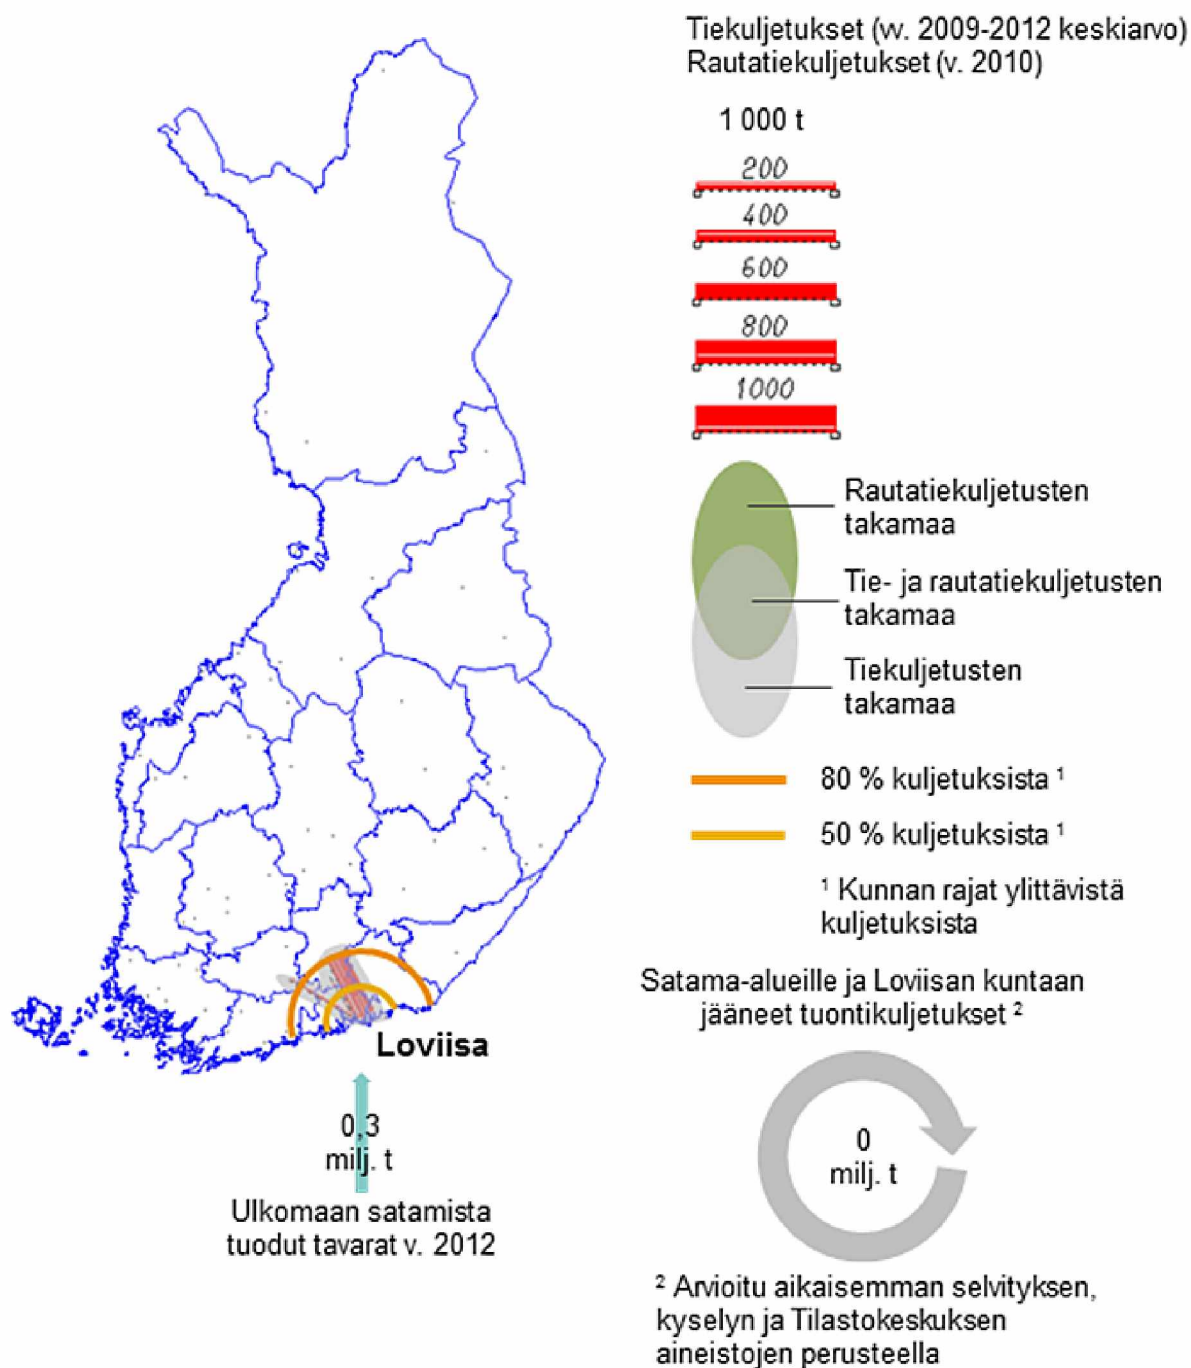 Tiekuljetukset (vv. 2009-2012 keskiarvo)
Rautatiekuljetukset (v. 2010)
1 000 t
200
400
600
800
1000
Rautatiekuljetusten
takamaa
Tie- ja rautatiekuljetusten
takamaa
Tiekuljetusten
takamaa
80 % kuljetuksista ¹
50 % kuljetuksista ¹
¹ Kunnan rajat ylittävistä
kuljetuksista
Satama-alueille ja Loviisan kuntaan
jääneet tuontikuljetukset ²
0
milj. t
² Arvioitu aikaisemman selvityksen,
kyselyn ja Tilastokeskuksen
aineistojen perusteella
Loviisa
0,3
milj. t
Ulkomaan satamista
tuodut tavarat v. 2012